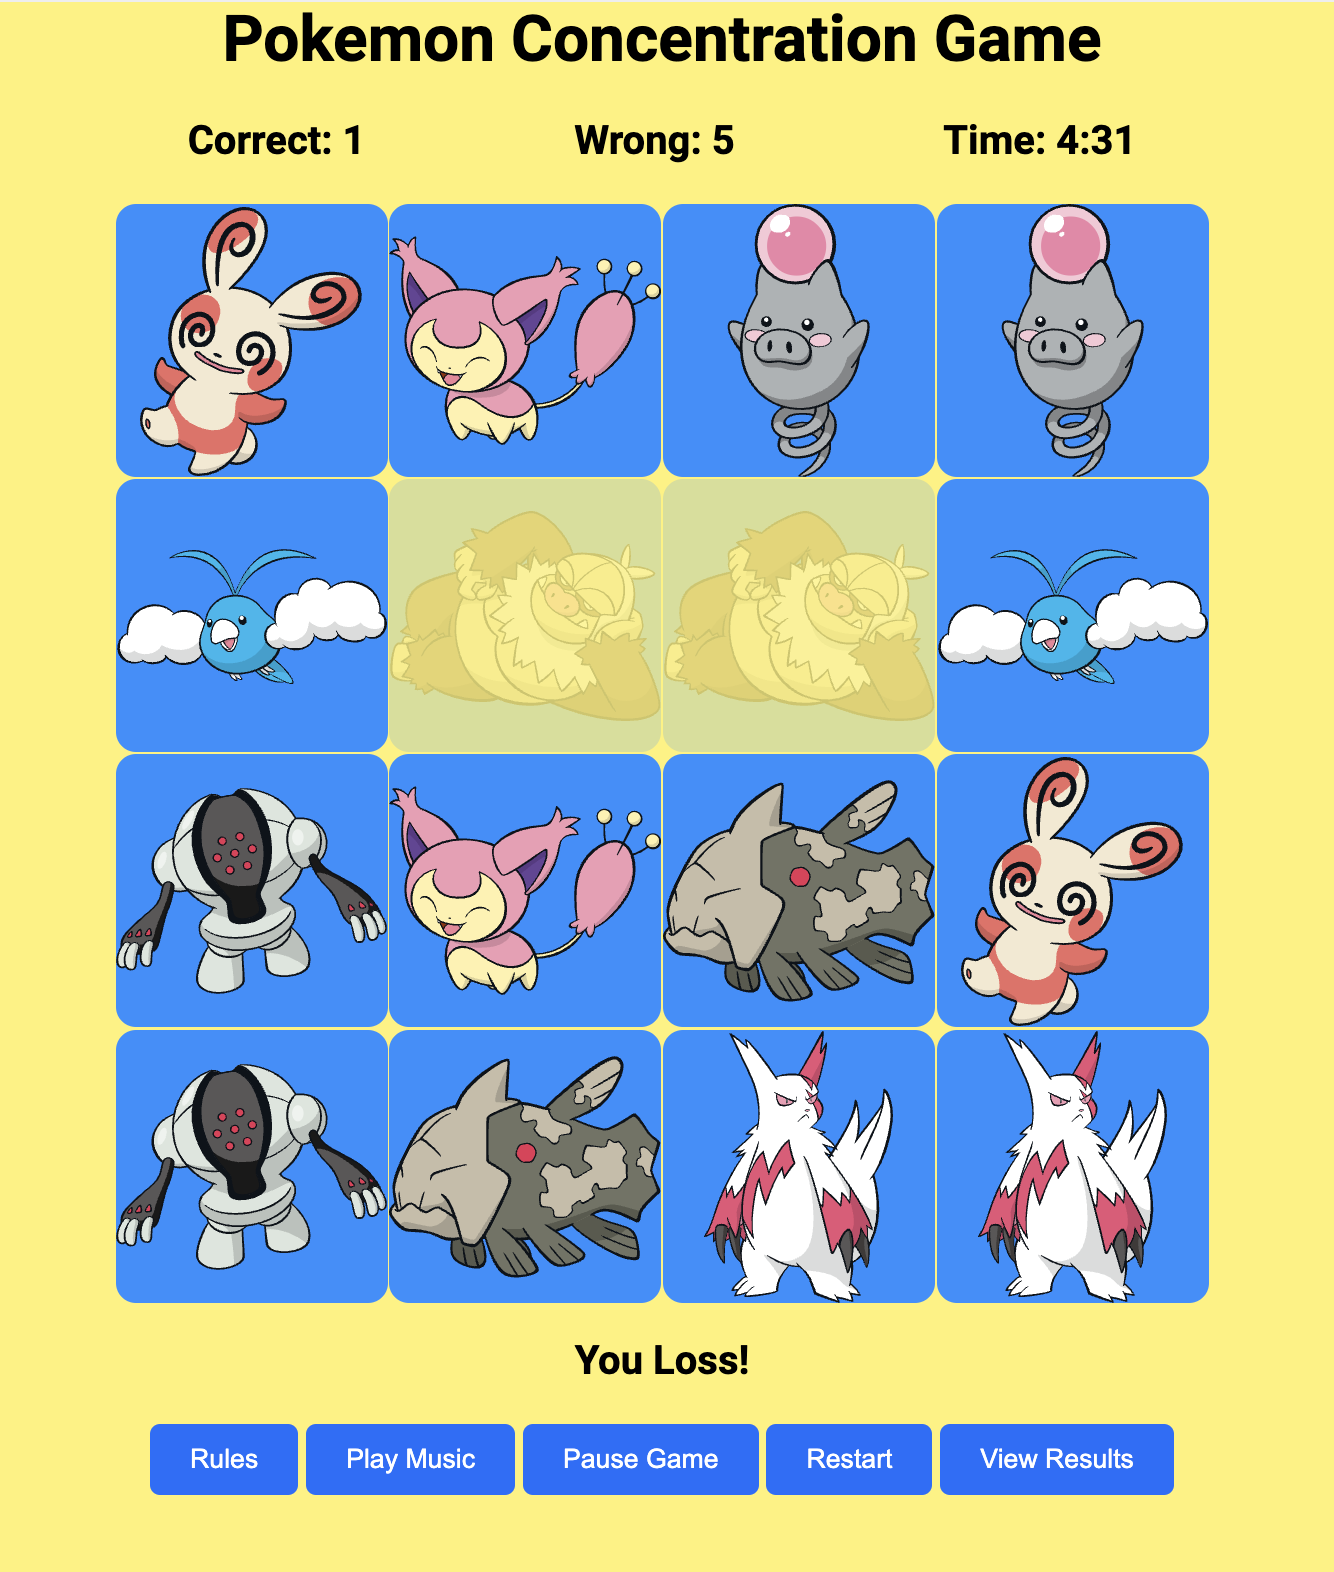 Pokemon Concentration Game
Correct: 1 Wrong: 5 Time: 4:31
You Loss!
Rules Play Music Pause Game Restart View Results